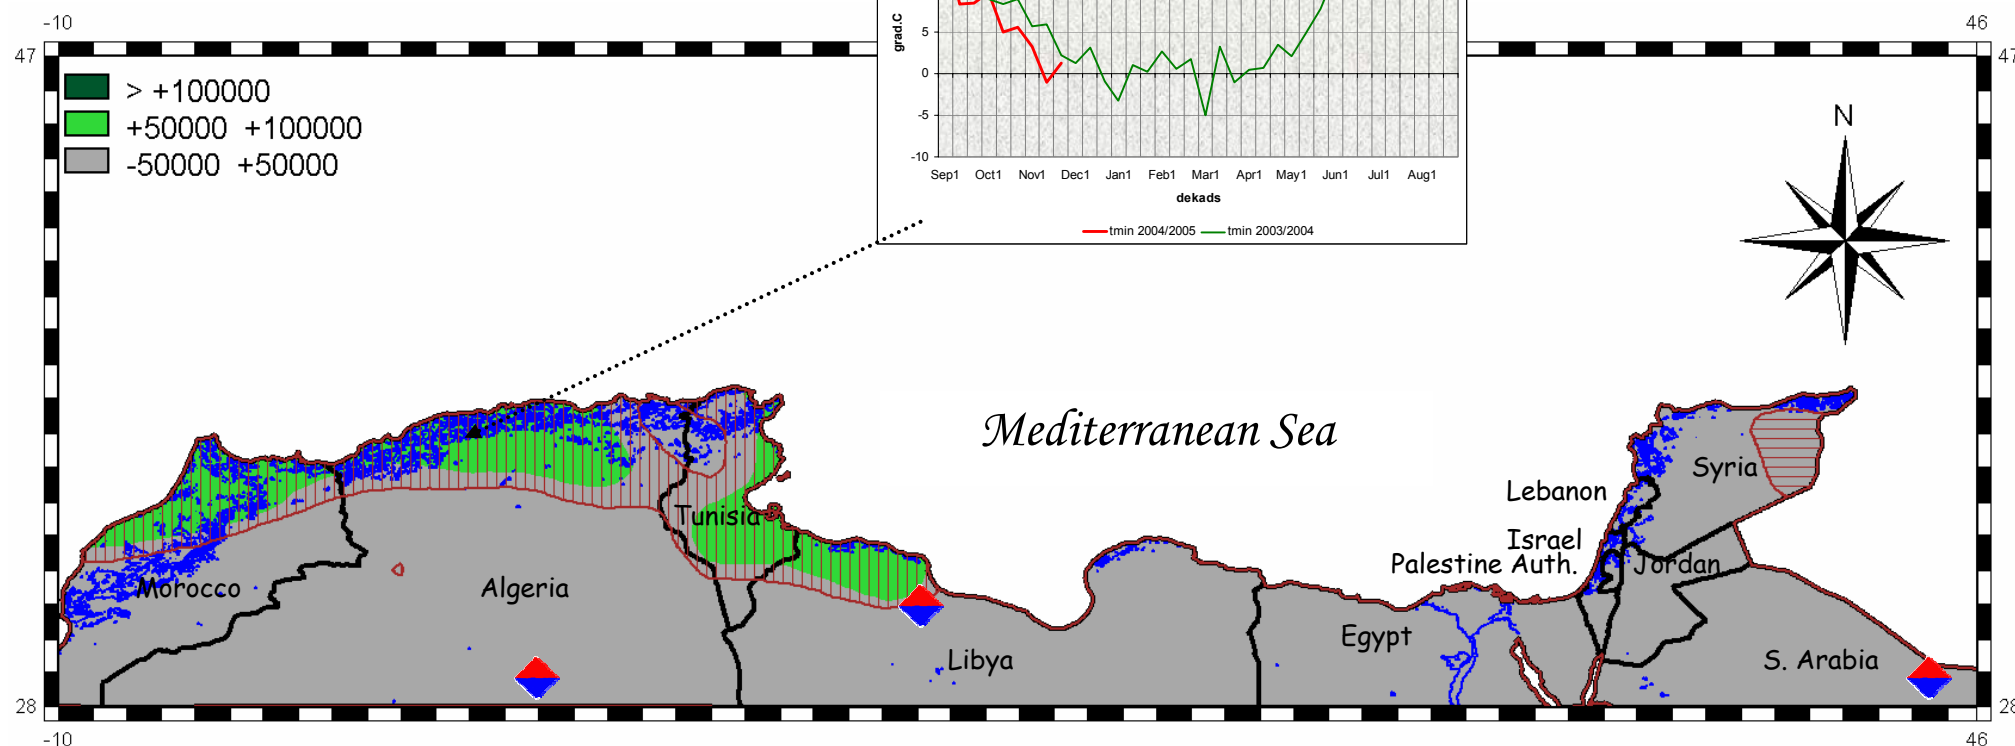 -10
46
47
47
> +100000
+50000 +100000
-50000 +50000
grad.C
5
0
-5
-10
Sep1 Oct1 Nov1 Dec1 Jan1 Feb1 Mar1 Apr1 May1 Jun1 Jul1 Aug1
dekads
tmin 2004/2005 tmin 2003/2004
N
Mediterranean Sea
Syria
Lebanon
Tunisia
Israel
Palestine Auth.
Jordan
Morocco
Algeria
Egypt
Libya
S. Arabia
28
28
-10
46